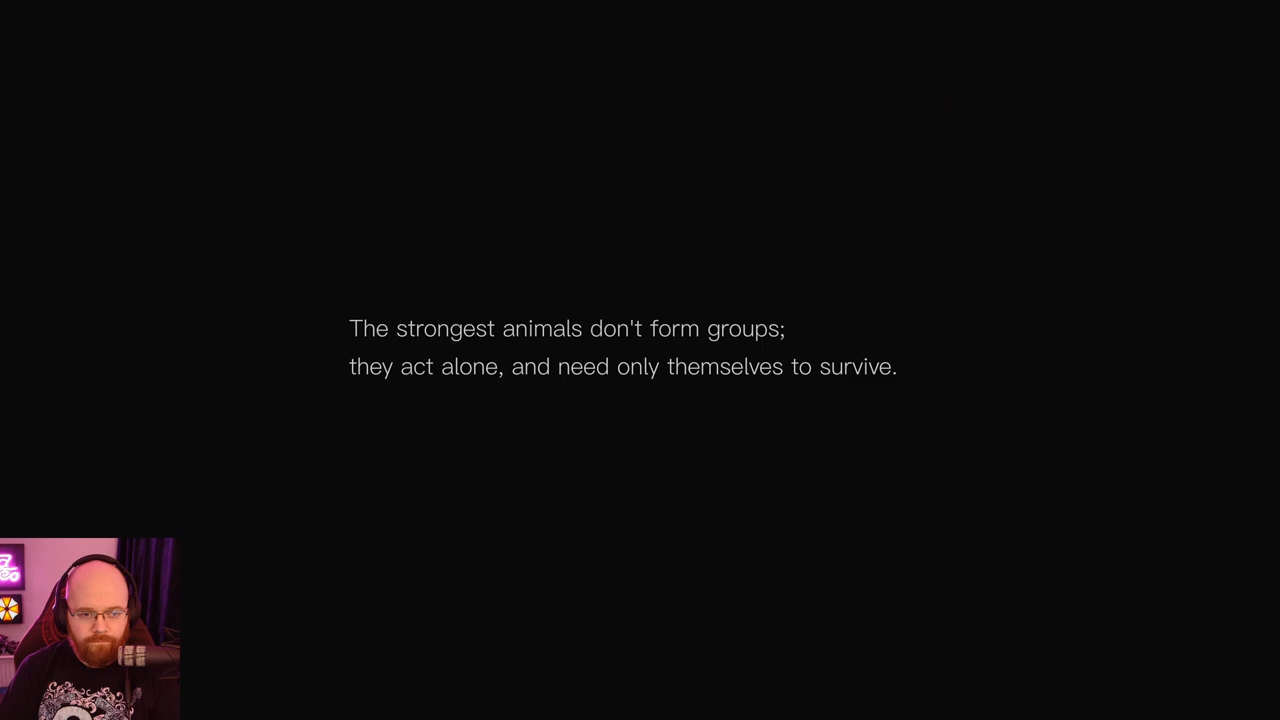 The strongest animals don't form groups;
they act alone, and need only themselves to survive.